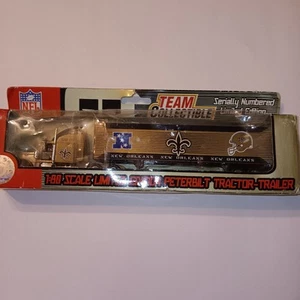 NFL
TEAM
COLLECTIBLE
Serially Numbered
Limited Edition
N
NEW ORLEANS NEW ORLEANS NEW ORLEANS
1:80 SCALE PETERBILT TRACTOR-TRAILER